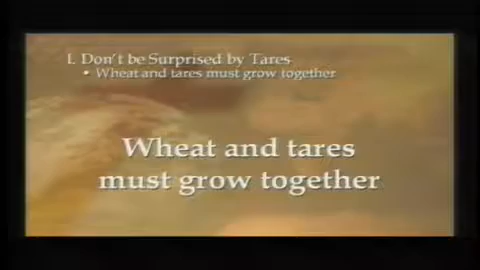 I. Don't be Surprised by Tares
• Wheat and tares must grow together
Wheat and tares
must grow together